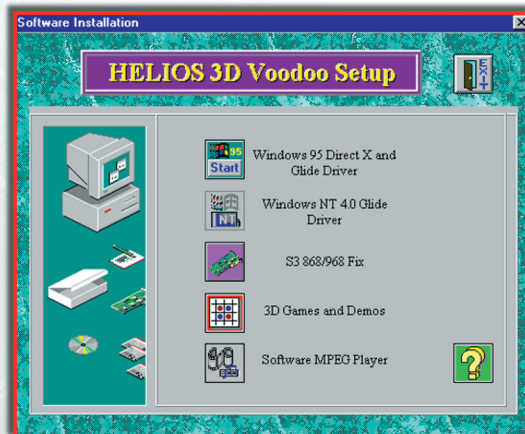 Software Installation
HELIOS 3D Voodoo Setup
EXIT
95
Start
Windows 95 Direct X and
Glide Driver
NT
Windows NT 4.0 Glide
Driver
S3 868/968 Fix
3D Games and Demos
Software MPEG Player
?